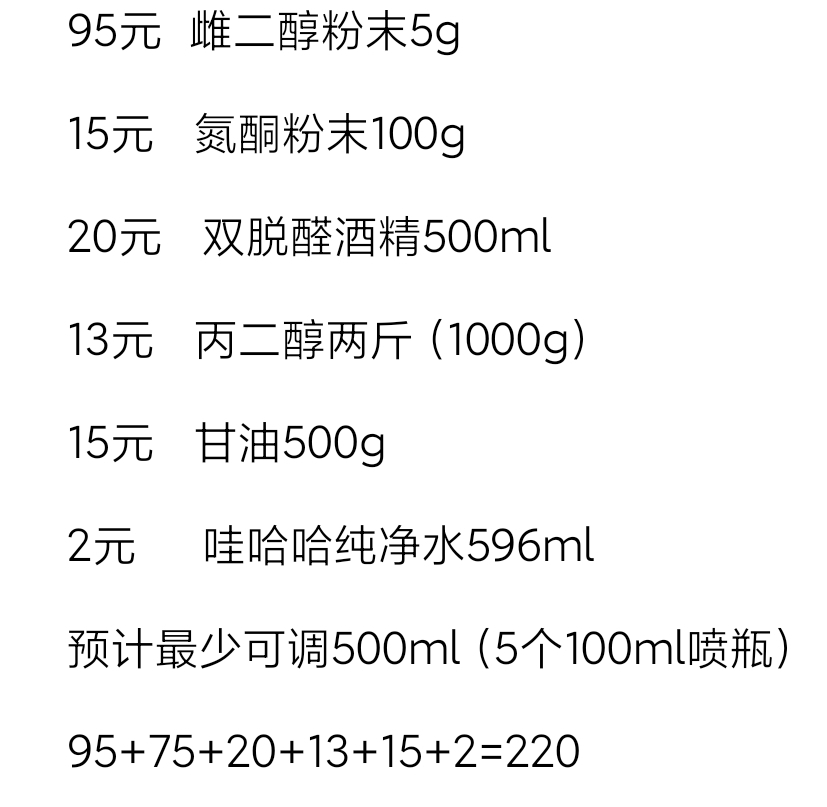 95元 雌二醇粉末5g
15元 氮酮粉末100g
20元 双脱醛酒精500ml
13元 丙二醇两斤（1000g）
15元 甘油500g
2元 哇哈哈纯净水596ml
预计最少可调500ml（5个100ml喷瓶）
95+75+20+13+15+2=220